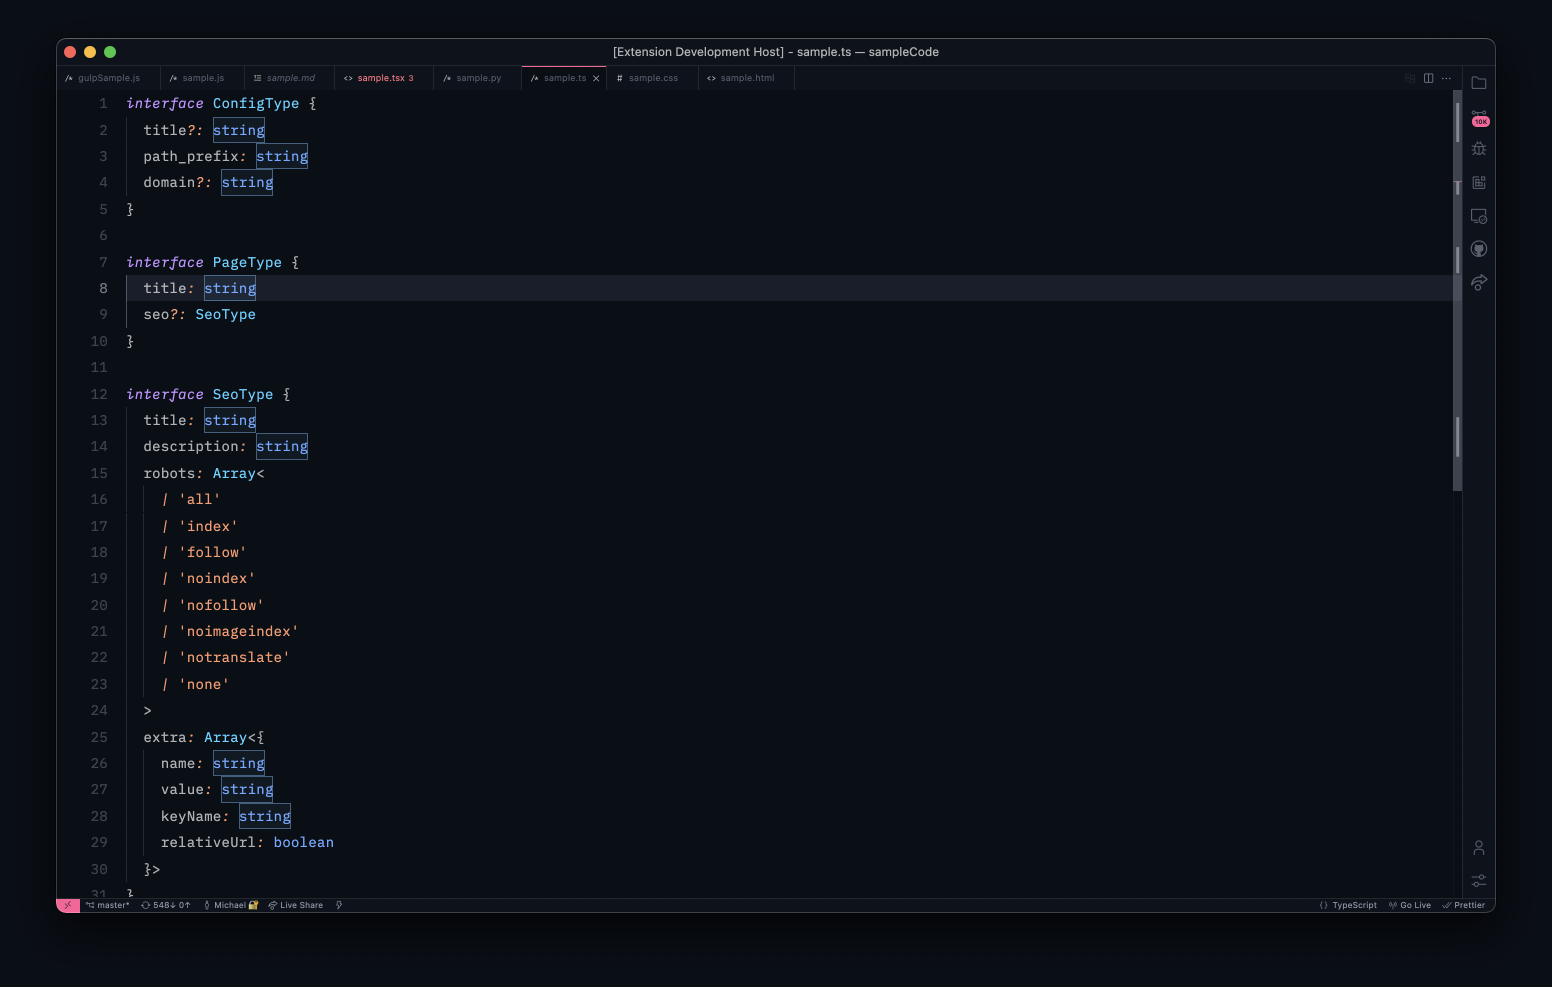 [Extension Development Host] - sample.ts — sampleCode
gulpSample.js sample.js sample.md <> sample.tsx 3 sample.py sample.ts # sample.css <> sample.html
10K
1 interface ConfigType {
2 title?: string
3 path_prefix: string
4 domain?: string
5 }
6
7 interface PageType {
8 title: string
9 seo?: SeoType
10 }
11
12 interface SeoType {
13 title: string
14 description: string
15 robots: Array<
16 | 'all'
17 | 'index'
18 | 'follow'
19 | 'noindex'
20 | 'nofollow'
21 | 'noimageindex'
22 | 'notranslate'
23 | 'none'
24 >
25 extra: Array<{
26 name: string
27 value: string
28 keyName: string
29 relativeUrl: boolean
30 }>
31 }
master* 548↓ 0↑ Michael Live Share {} TypeScript Go Live Prettier